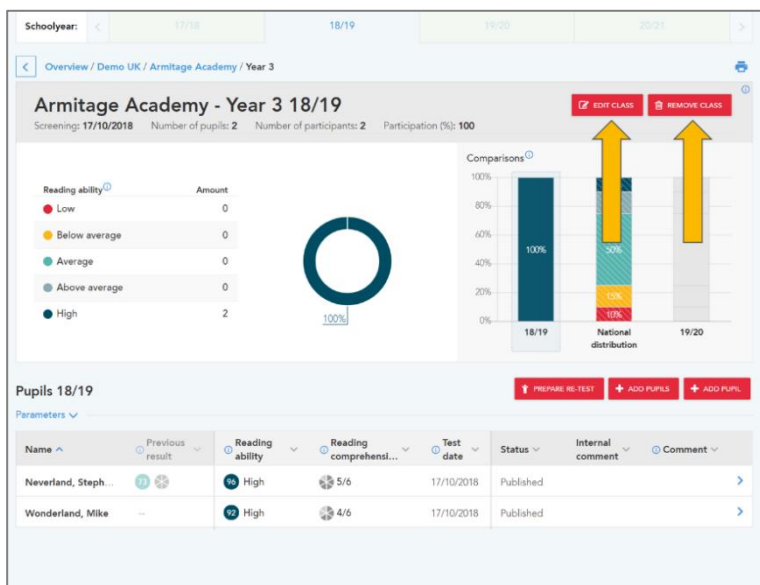 Schoolyear: 17/18 18/19 19/20 20/21
Overview / Demo UK / Armitage Academy / Year 3
Armitage Academy - Year 3 18/19
EDIT CLASS REMOVE CLASS
Screening: 17/10/2018 Number of pupils: 2 Number of participants: 2 Participation (%): 100
Comparisons
Reading ability Amount
Low 0
Below average 0
Average 0
Above average 0
High 2
100%
100%
80%
60%
40%
20%
0%
100%
50%
15%
10%
18/19 National distribution 19/20
Pupils 18/19
PREPARE RE-TEST + ADD PUPILS + ADD PUPIL
Parameters
Name Previous result Reading ability Reading comprehensi... Test date Status Internal comment Comment
Neverland, Steph... 73 96 High 5/6 17/10/2018 Published
Wonderland, Mike -- 92 High 4/6 17/10/2018 Published